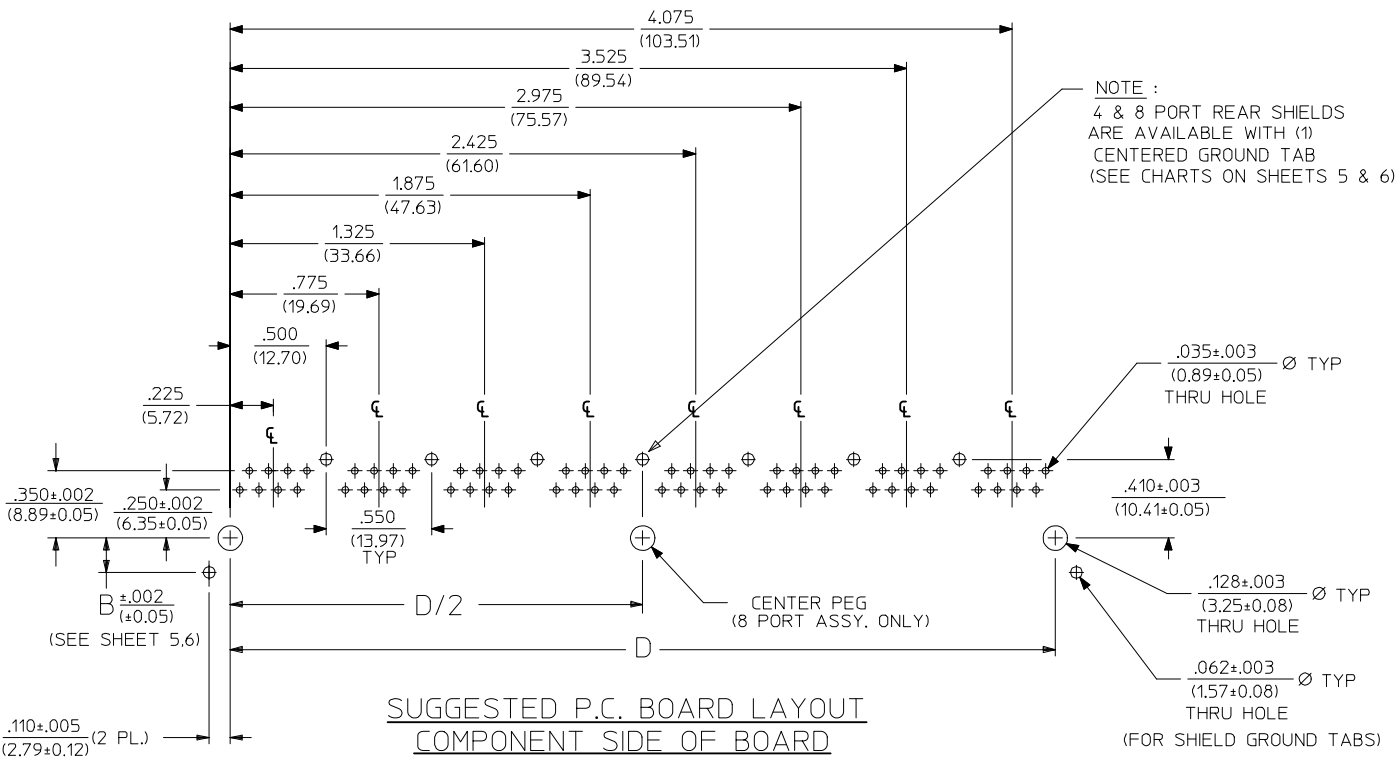 4.075
(103.51)
3.525
(89.54)
2.975
(75.57)
2.425
(61.60)
1.875
(47.63)
1.325
(33.66)
.775
(19.69)
.500
(12.70)
.225
(5.72)
NOTE :
4 & 8 PORT REAR SHIELDS
ARE AVAILABLE WITH (1)
CENTERED GROUND TAB
(SEE CHARTS ON SHEETS 5 & 6)
.035±.003
(0.89±0.05)
Ø TYP
THRU HOLE
℄ ℄ ℄ ℄ ℄ ℄ ℄
℄
.350±.002
(8.89±0.05)
.250±.002
(6.35±0.05)
.550
(13.97)
TYP
.410±.003
(10.41±0.05)
B ±.002
(±0.05)
(SEE SHEET 5,6)
D/2
CENTER PEG
(8 PORT ASSY. ONLY)
.128±.003
(3.25±0.08)
Ø TYP
THRU HOLE
D
.062±.003
(1.57±0.08)
Ø TYP
THRU HOLE
(FOR SHIELD GROUND TABS)
.110±.005
(2.79±0.12)
(2 PL.)
SUGGESTED P.C. BOARD LAYOUT
COMPONENT SIDE OF BOARD